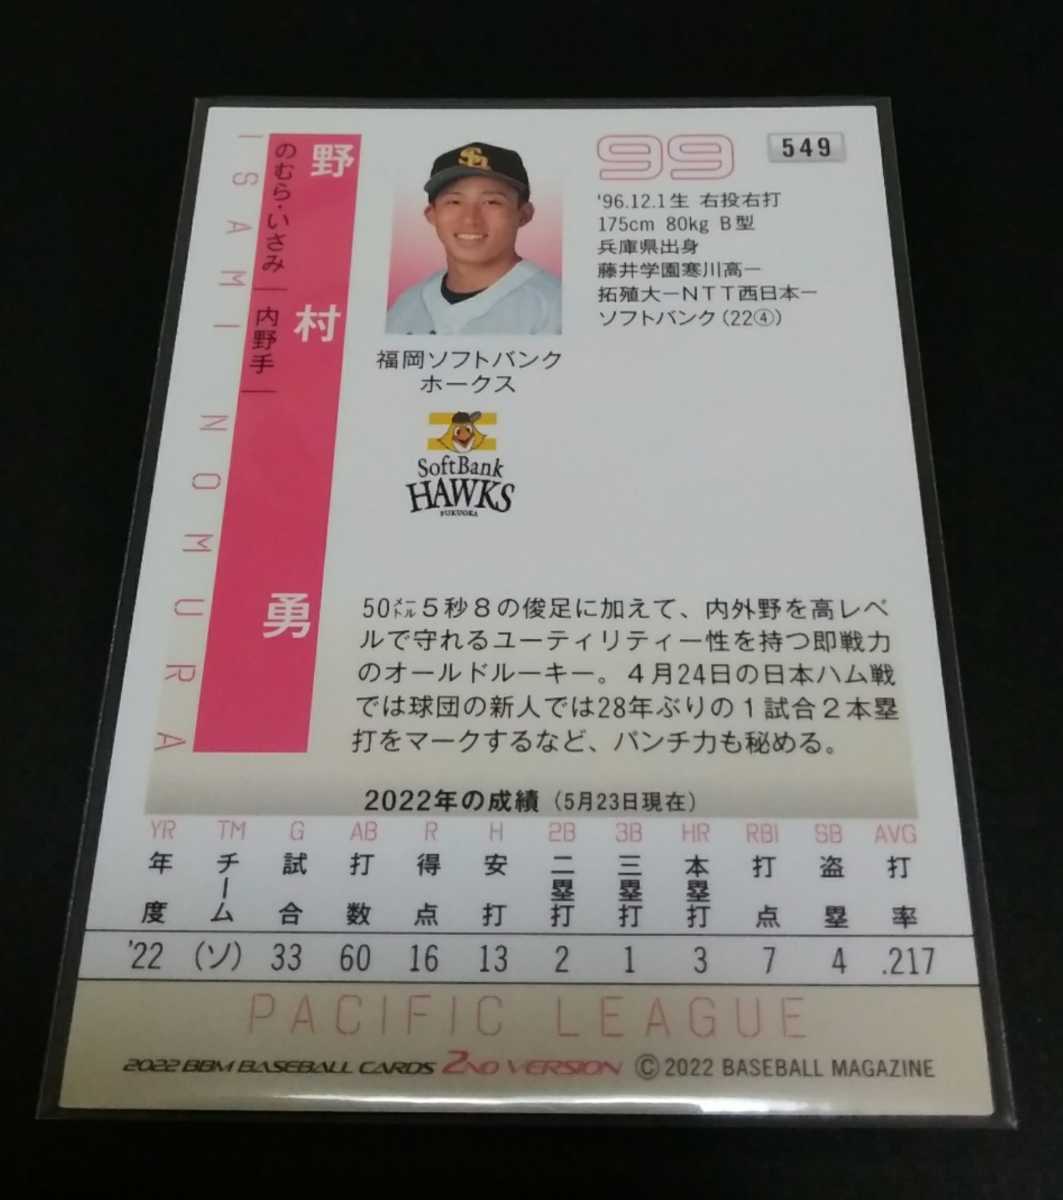 99
549
'96.12.1生 右投右打
175cm 80kg B型
兵庫県出身
藤井学園寒川高ー
拓殖大ーNTT西日本ー
ソフトバンク(22④)
野村 勇
のむら・いさみ | 内野手 |
ISAMI NOMURA
福岡ソフトバンク
ホークス
SoftBank
HAWKS
FUKUOKA
50㍍5秒8の俊足に加えて、内外野を高レベ
ルで守れるユーティリティー性を持つ即戦力
のオールドルーキー。4月24日の日本ハム戦
では球団の新人では28年ぶりの1試合2本塁
打をマークするなど、パンチ力も秘める。
2022年の成績 (5月23日現在)
YR TM G AB R H 2B 3B HR RBI SB AVG
年度 チーム 試合 打数 得点 安打 二塁打 三塁打 本塁打 打点 盗塁 打率
'22 (ソ) 33 60 16 13 2 1 3 7 4 .217
PACIFIC LEAGUE
2022 BBM BASEBALL CARDS 2ND VERSION © 2022 BASEBALL MAGAZINE